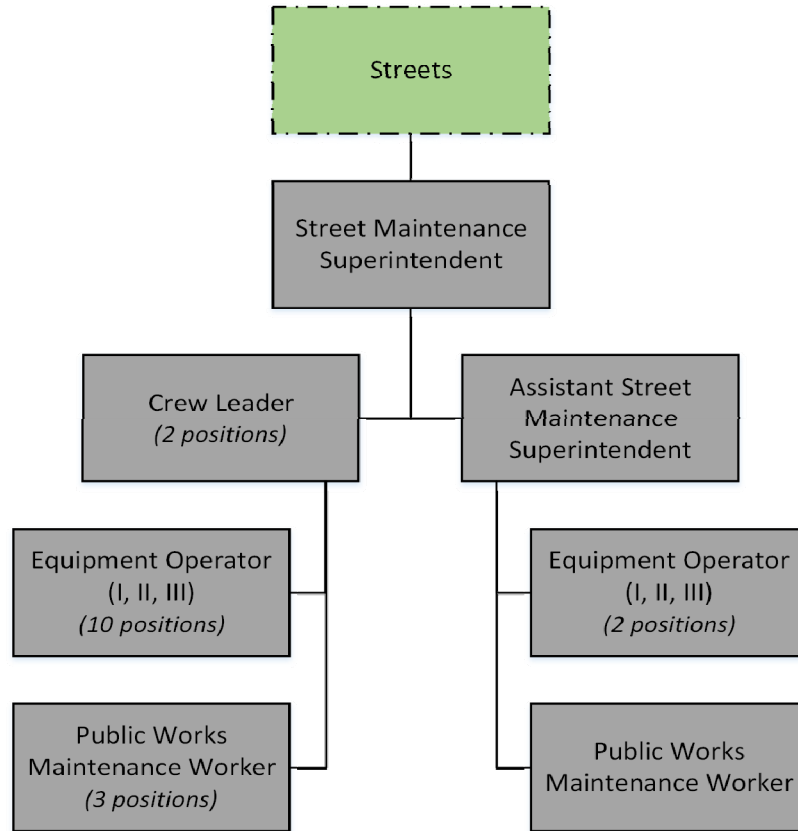 Streets
Street Maintenance
Superintendent
Crew Leader
(2 positions)
Assistant Street
Maintenance
Superintendent
Equipment Operator
(I, II, III)
(10 positions)
Equipment Operator
(I, II, III)
(2 positions)
Public Works
Maintenance Worker
(3 positions)
Public Works
Maintenance Worker